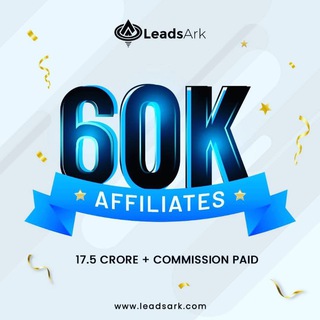 LeadsArk
60K
AFFILIATES
17.5 CRORE + COMMISSION PAID
www.leadsark.com